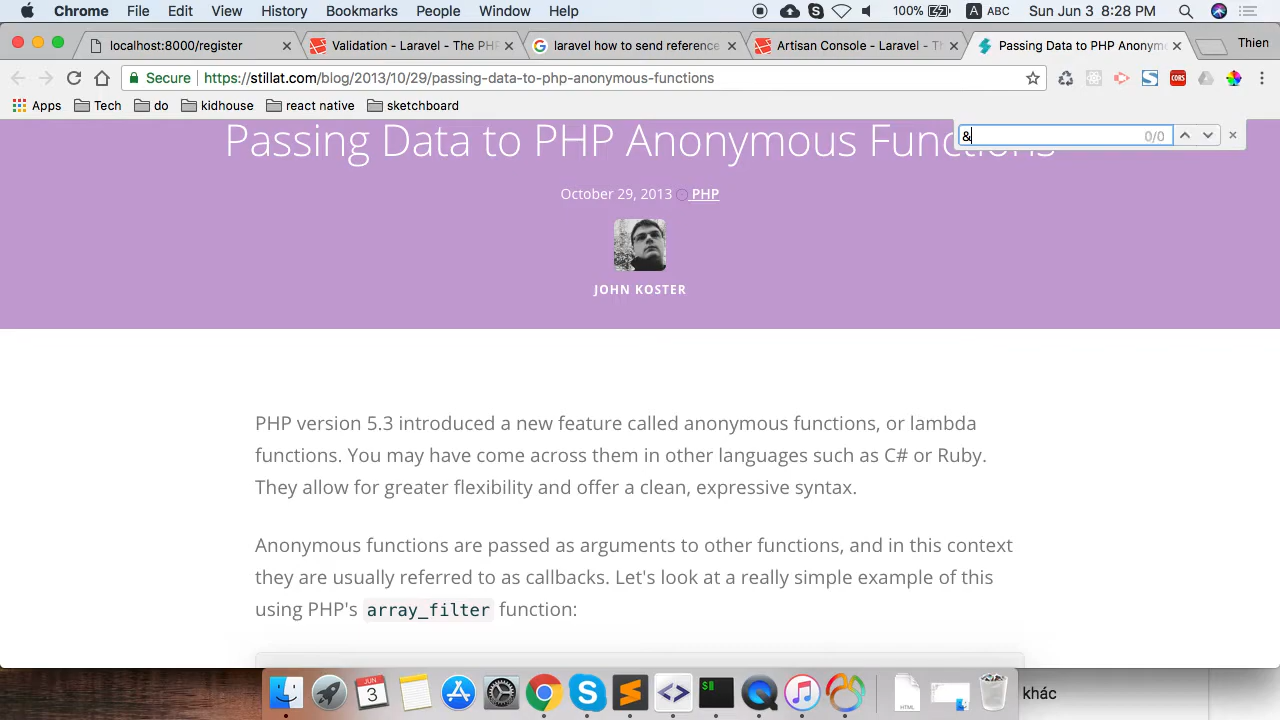 Chrome File Edit View History Bookmarks People Window Help 100% A ABC Sun Jun 3 8:28 PM
localhost:8000/register Validation - Laravel - The PHP laravel how to send reference Artisan Console - Laravel - Th Passing Data to PHP Anonym Thien
Secure https://stillat.com/blog/2013/10/29/passing-data-to-php-anonymous-functions CORS
Apps Tech do kidhouse react native sketchboard
& 0/0
Passing Data to PHP Anonymous Functions
October 29, 2013 PHP
JOHN KOSTER
PHP version 5.3 introduced a new feature called anonymous functions, or lambda
functions. You may have come across them in other languages such as C# or Ruby.
They allow for greater flexibility and offer a clean, expressive syntax.
Anonymous functions are passed as arguments to other functions, and in this context
they are usually referred to as callbacks. Let's look at a really simple example of this
using PHP's array_filter function:
JUN
3
HTML
khác